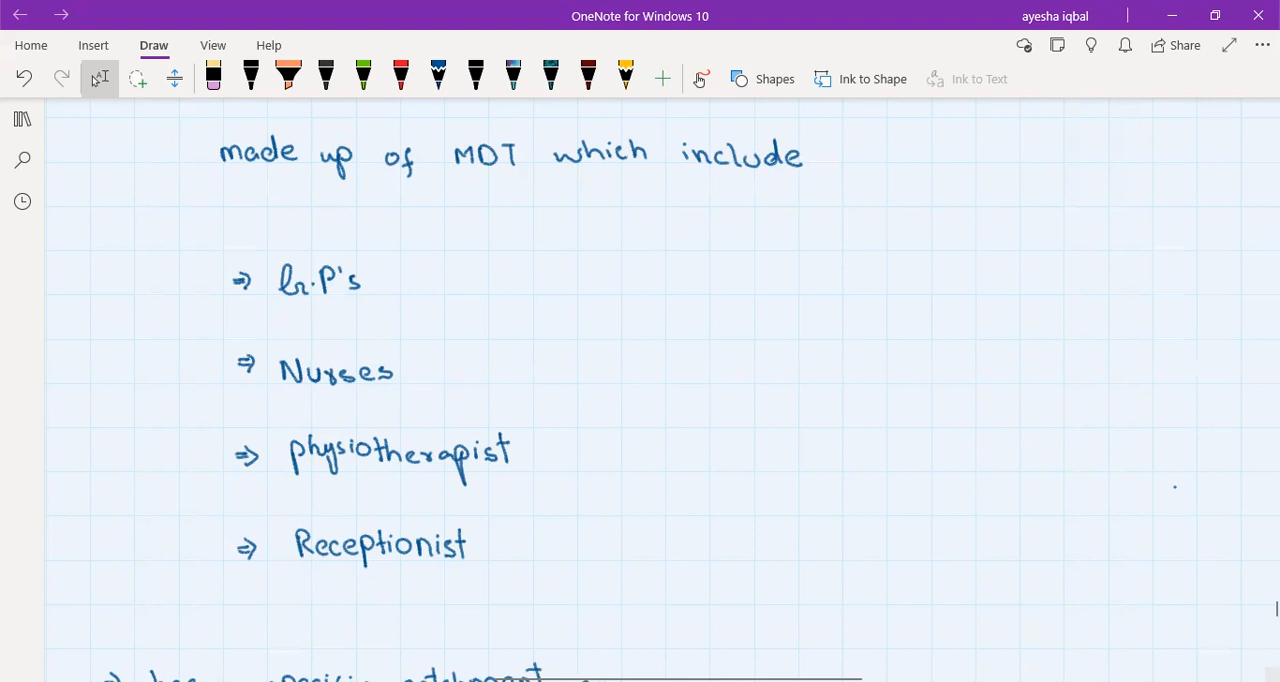 OneNote for Windows 10
ayesha iqbal
Home Insert Draw View Help
Share
Shapes Ink to Shape Ink to Text
made up of MDT which include
⇒ G.P's
⇒ Nurses
⇒ physiotherapist
⇒ Receptionist